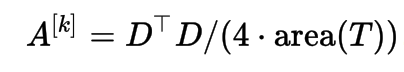 A^{[k]} = D^⊤ D/(4 · area(T))